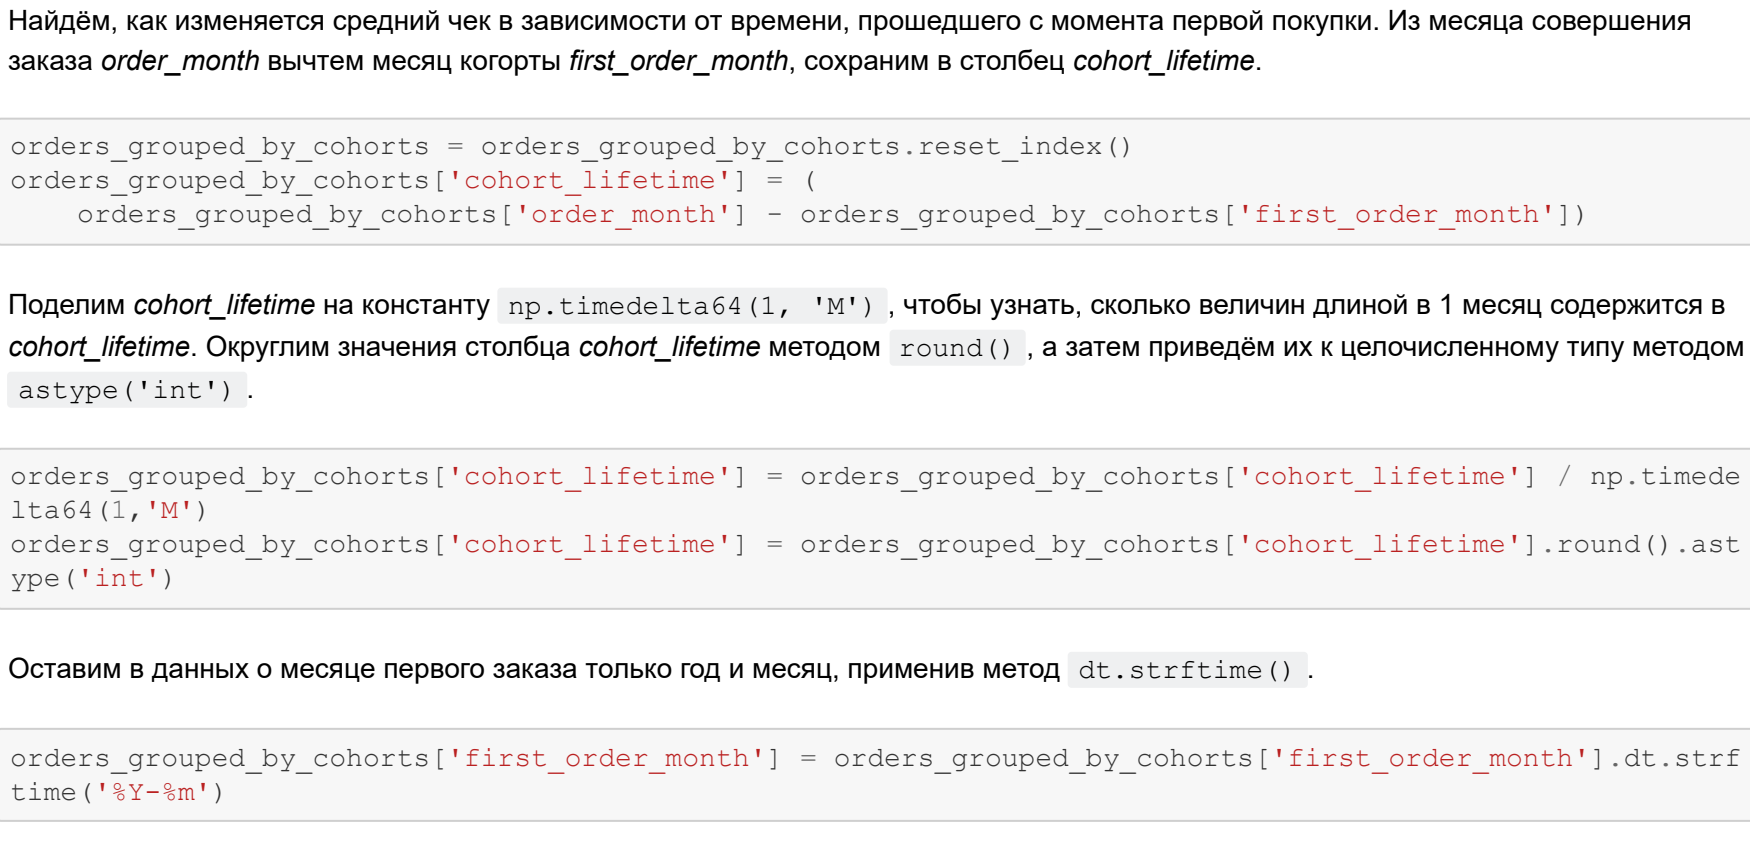 Найдём, как изменяется средний чек в зависимости от времени, прошедшего с момента первой покупки. Из месяца совершения
заказа order_month вычтем месяц когорты first_order_month, сохраним в столбец cohort_lifetime.
orders_grouped_by_cohorts = orders_grouped_by_cohorts.reset_index()
orders_grouped_by_cohorts['cohort_lifetime'] = (
    orders_grouped_by_cohorts['order_month'] - orders_grouped_by_cohorts['first_order_month'])
Поделим cohort_lifetime на константу np.timedelta64(1, 'M') , чтобы узнать, сколько величин длиной в 1 месяц содержится в
cohort_lifetime. Округлим значения столбца cohort_lifetime методом round() , а затем приведём их к целочисленному типу методом
astype('int') .
orders_grouped_by_cohorts['cohort_lifetime'] = orders_grouped_by_cohorts['cohort_lifetime'] / np.timede
lta64(1,'M')
orders_grouped_by_cohorts['cohort_lifetime'] = orders_grouped_by_cohorts['cohort_lifetime'].round().ast
ype('int')
Оставим в данных о месяце первого заказа только год и месяц, применив метод dt.strftime() .
orders_grouped_by_cohorts['first_order_month'] = orders_grouped_by_cohorts['first_order_month'].dt.strf
time('%Y-%m')